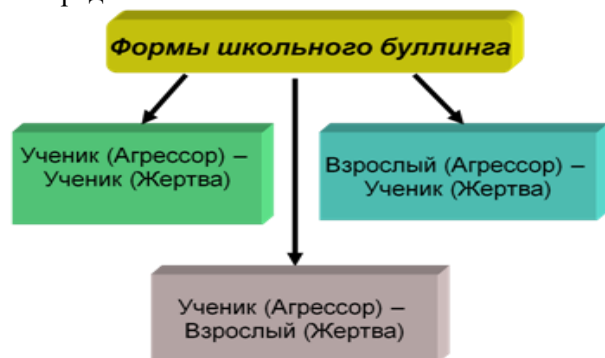 Формы школьного буллинга
Ученик (Агрессор) –
Ученик (Жертва)
Взрослый (Агрессор) –
Ученик (Жертва)
Ученик (Агрессор) –
Взрослый (Жертва)